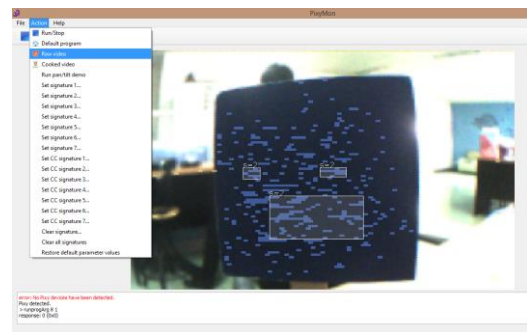 PixyMon
File Action Help
Run/Stop
Default program
Raw video
Cooked video
Run pan/tilt demo
Set signature 1...
Set signature 2...
Set signature 3...
Set signature 4...
Set signature 5...
Set signature 6...
Set signature 7...
Set CC signature 1...
Set CC signature 2...
Set CC signature 3...
Set CC signature 4...
Set CC signature 5...
Set CC signature 6...
Set CC signature 7...
Clear signature...
Clear all signatures
Restore default parameter values
error: No Pixy devices have been detected.
Pixy detected.
response: 0 (0x0)